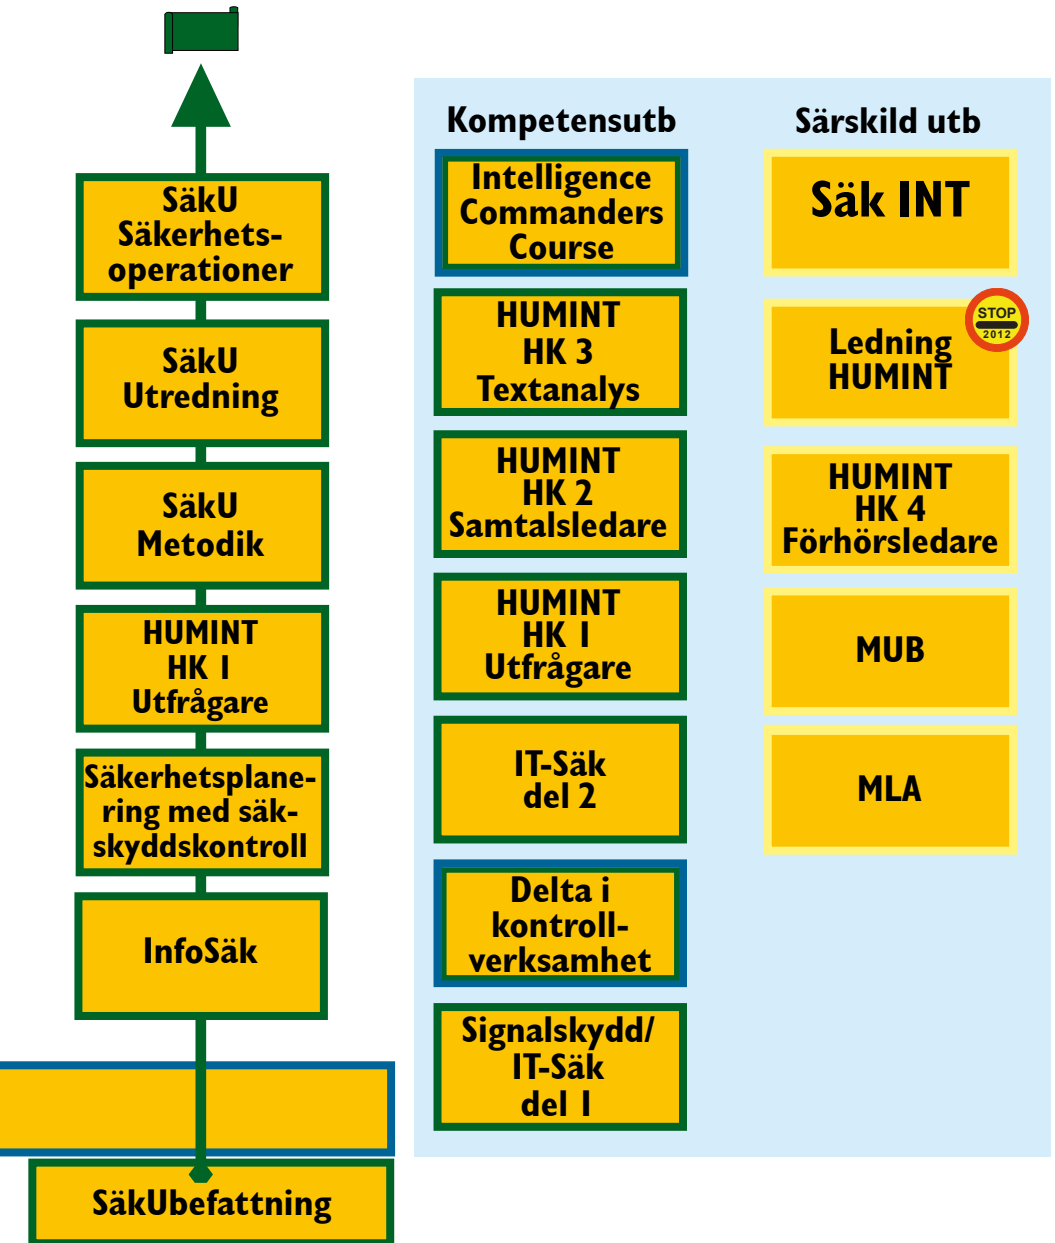 SäkU
Säkerhets-
operationer
SäkU
Utredning
SäkU
Metodik
HUMINT
HK 1
Utfrågare
Säkerhetsplane-
ring med säk-
skyddskontroll
InfoSäk
SäkUbefattning
Kompetensutb
Intelligence
Commanders
Course
HUMINT
HK 3
Textanalys
HUMINT
HK 2
Samtalsledare
HUMINT
HK 1
Utfrågare
IT-Säk
del 2
Delta i
kontroll-
verksamhet
Signalskydd/
IT-Säk
del 1
Särskild utb
Säk INT
STOP
2012
Ledning
HUMINT
HUMINT
HK 4
Förhörsledare
MUB
MLA